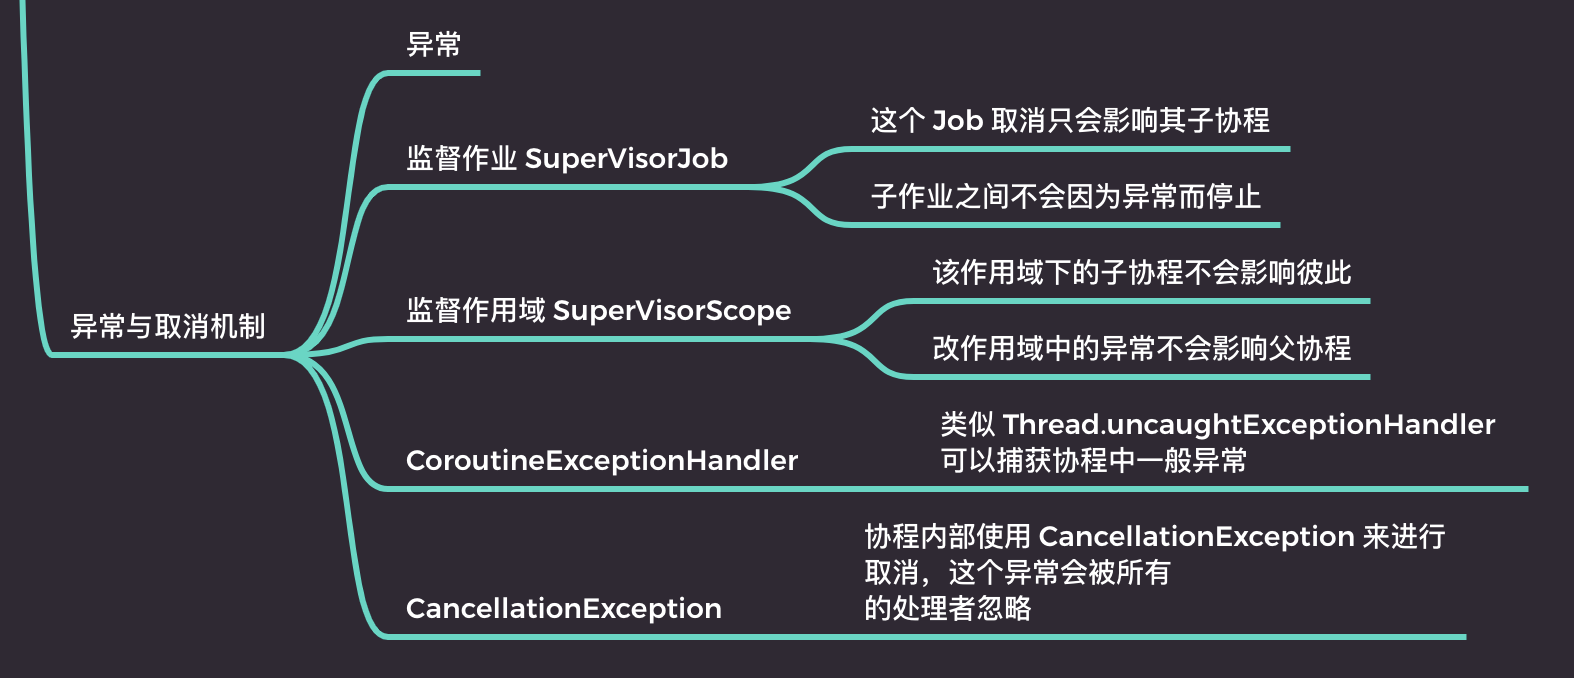 异常
这个 Job 取消只会影响其子协程
监督作业 SuperVisorJob
子作业之间不会因为异常而停止
该作用域下的子协程不会影响彼此
监督作用域 SuperVisorScope
异常与取消机制
改作用域中的异常不会影响父协程
类似 Thread.uncaughtExceptionHandler
可以捕获协程中一般异常
CoroutineExceptionHandler
协程内部使用 CancellationException 来进行
取消，这个异常会被所有
的处理者忽略
CancellationException